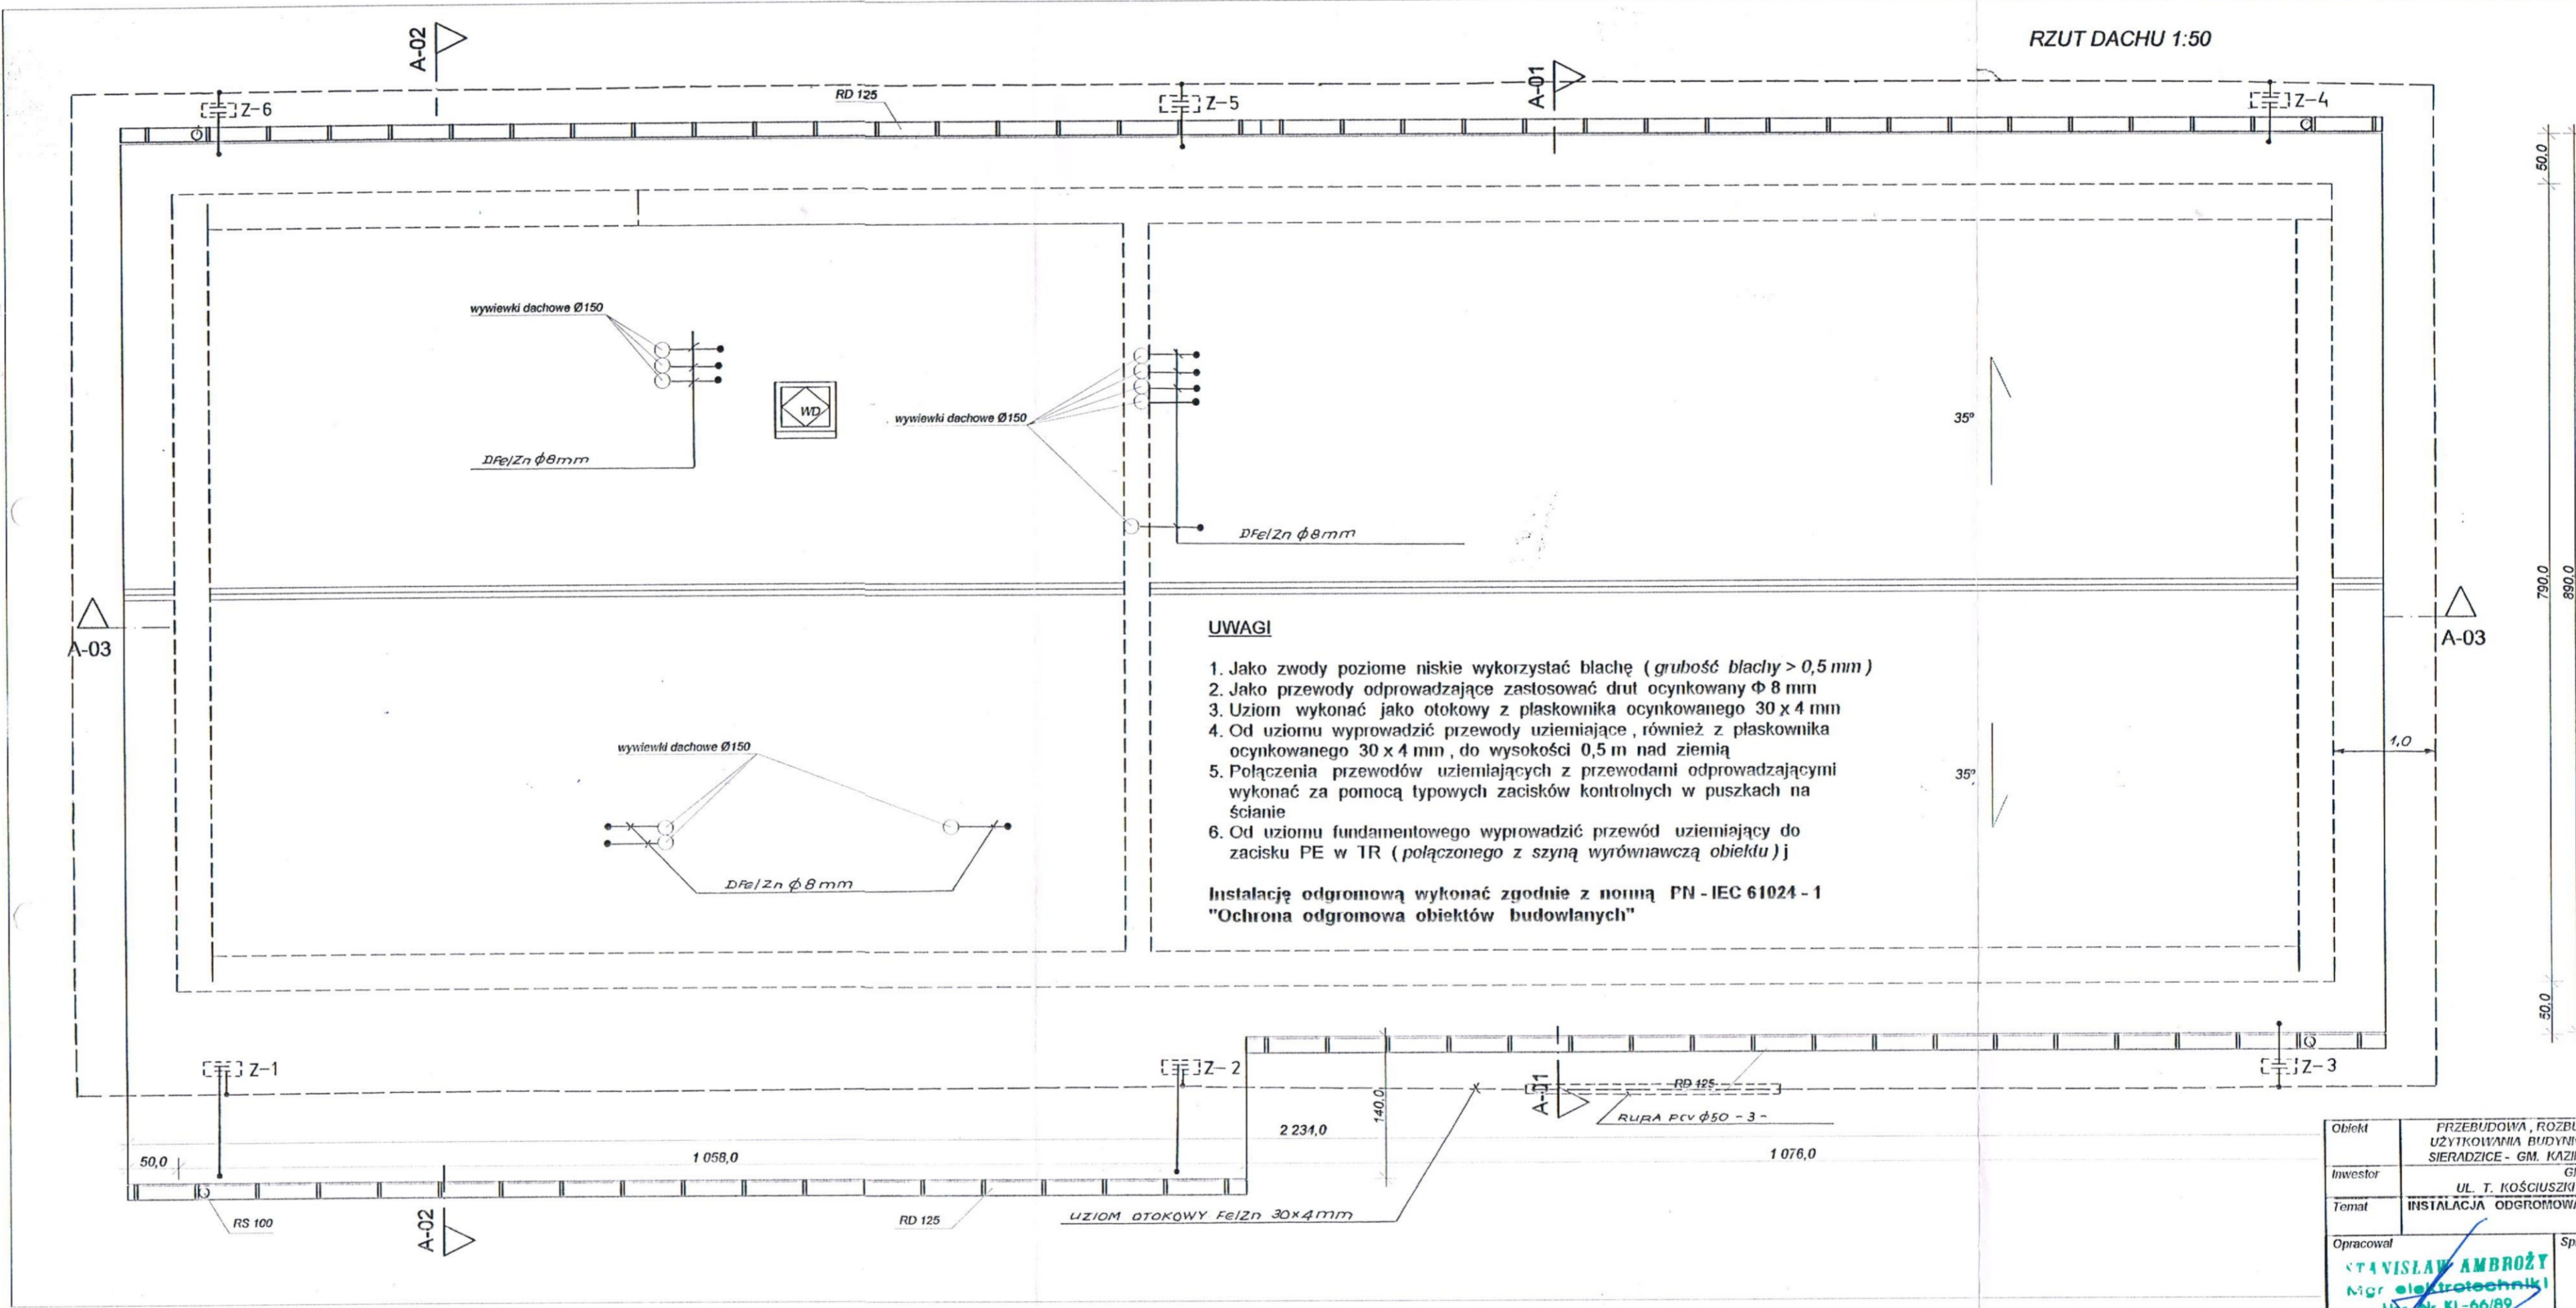 RZUT DACHU 1:50
A-02
A-01
Z-6
RD 125
Z-5
Z-4
50,0
wywiewki dachowe Ø150
WD
wywiewki dachowe Ø150
35°
DFe/Zn ϕ8mm
DFe/Zn ϕ8mm
790,0
890,0
A-03
A-03
UWAGI
1. Jako zwody poziome niskie wykorzystać blachę ( grubość blachy > 0,5 mm )
2. Jako przewody odprowadzające zastosować drut ocynkowany Φ 8 mm
3. Uziom wykonać jako otokowy z płaskownika ocynkowanego 30 x 4 mm
4. Od uziomu wyprowadzić przewody uziemiające , również z płaskownika
ocynkowanego 30 x 4 mm , do wysokości 0,5 m nad ziemią
5. Połączenia przewodów uziemiających z przewodami odprowadzającymi
wykonać za pomocą typowych zacisków kontrolnych w puszkach na
ścianie
6. Od uziomu fundamentowego wyprowadzić przewód uziemiający do
zacisku PE w TR ( połączonego z szyną wyrównawczą obiektu ) j
Instalację odgromową wykonać zgodnie z normą PN - IEC 61024 - 1
"Ochrona odgromowa obiektów budowlanych"
wywiewki dachowe Ø150
35°
1,0
DFe/Zn ϕ8mm
50,0
Z-1
Z-2
Z-3
RD 125
A-01
RURA PCV ϕ50 - 3 -
140,0
2 234,0
50,0
1 058,0
1 076,0
RS 100
A-02
RD 125
UZIOM OTOKOWY Fe/Zn 30x4mm
Obiekt
PRZEBUDOWA , ROZBU
UŻYTKOWANIA BUDYN
SIERADZICE - GM. KAZI
Inwestor
UL. T. KOŚCIUSZKI
Temat
INSTALACJA ODGROMOWA
Opracował
Sp
STANISŁAW AMBROŻY
Mgr elektrotechniki
Nr KL-66/89